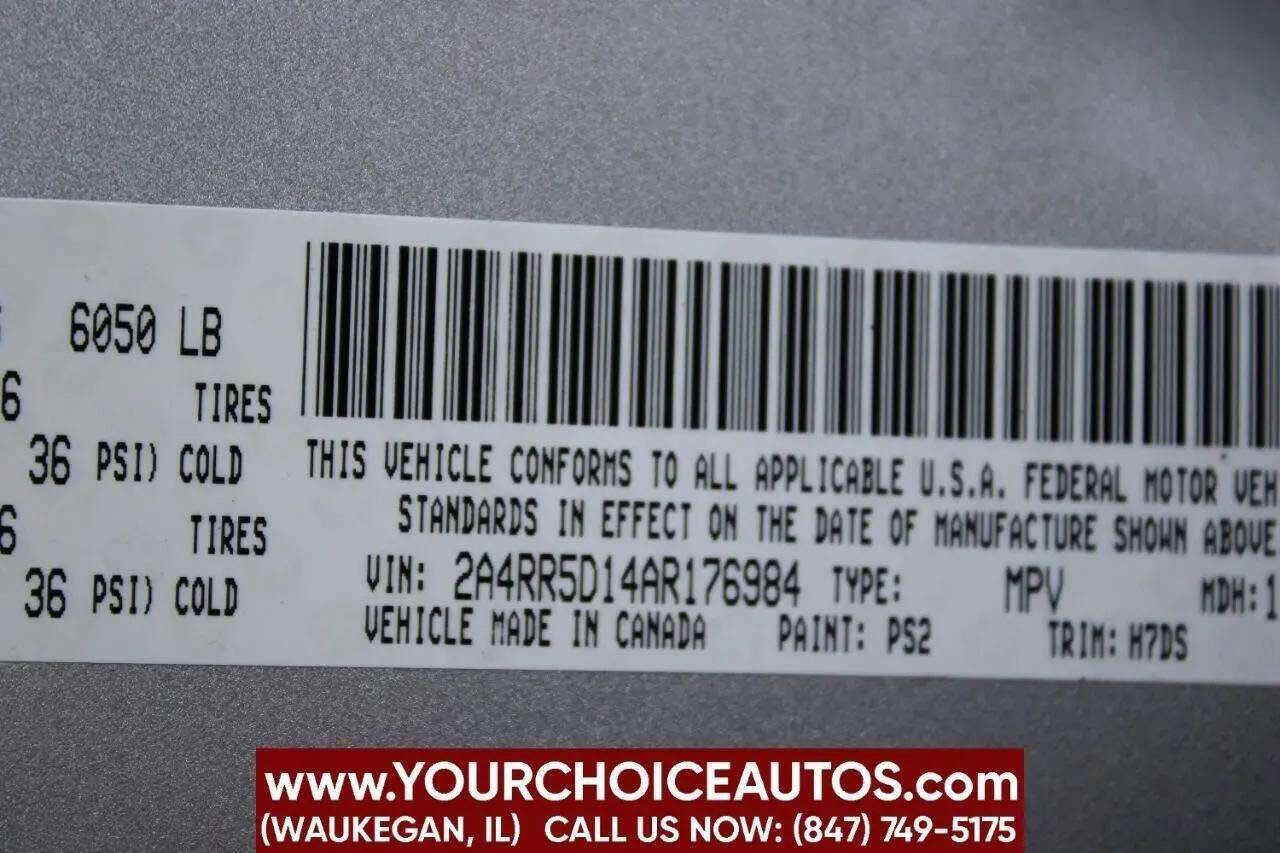 6050 LB
6 TIRES
36 PSI) COLD
6 TIRES
36 PSI) COLD
THIS VEHICLE CONFORMS TO ALL APPLICABLE U.S.A. FEDERAL MOTOR VEH
STANDARDS IN EFFECT ON THE DATE OF MANUFACTURE SHOWN ABOVE
VIN: 2A4RR5D14AR176984 TYPE: MPV MDH: 1
VEHICLE MADE IN CANADA PAINT: PS2 TRIM: H7DS
www.YOURCHOICEAUTOS.com
(WAUKEGAN, IL) CALL US NOW: (847) 749-5175